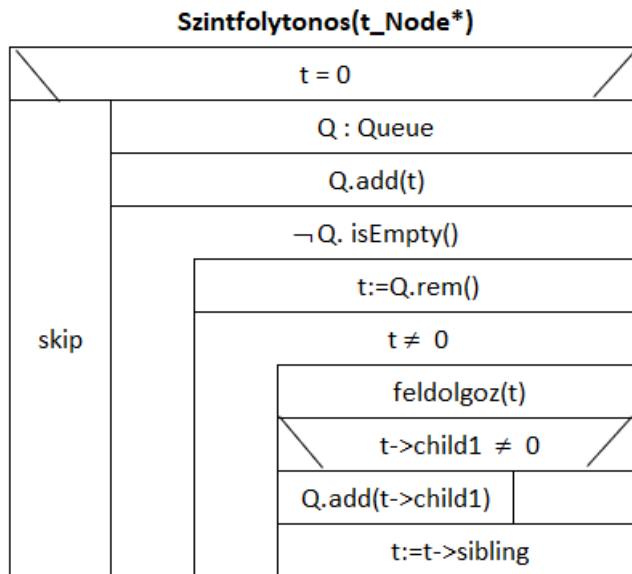 Szintfolytonos(t_Node*)
t = 0
Q : Queue
Q.add(t)
¬ Q. isEmpty()
t:=Q.rem()
skip
t ≠ 0
feldolgoz(t)
t->child1 ≠ 0
Q.add(t->child1)
t:=t->sibling